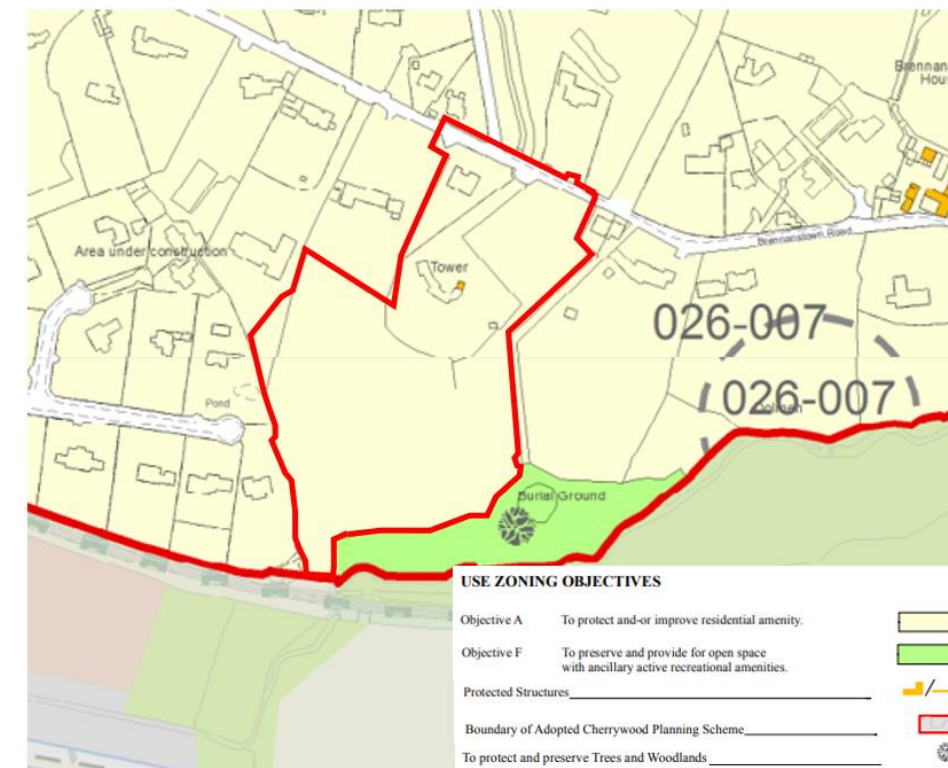 Brennan
Hou
Area under construction
Tower
Brennanstown Road
026-007
026-007
Dolmen
Pond
Burial Ground
USE ZONING OBJECTIVES
Objective A To protect and-or improve residential amenity.
Objective F To preserve and provide for open space
with ancillary active recreational amenities.
Protected Structures
Boundary of Adopted Cherrywood Planning Scheme
To protect and preserve Trees and Woodlands